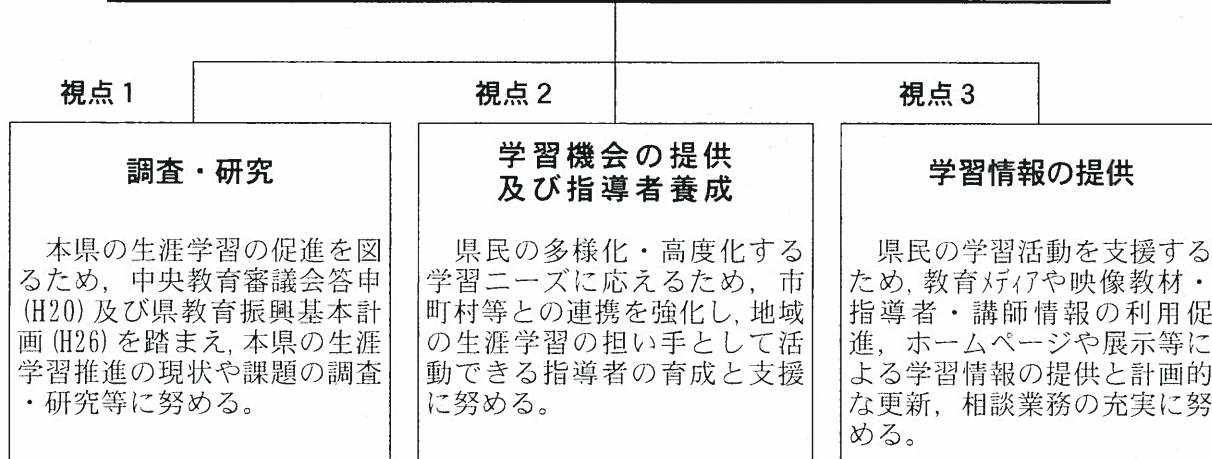 視点1
調査・研究
本県の生涯学習の促進を図
るため，中央教育審議会答申
(H20)及び県教育振興基本計
画(H26)を踏まえ,本県の生涯
学習推進の現状や課題の調査
・研究等に努める。
視点2
学習機会の提供
及び指導者養成
県民の多様化・高度化する
学習ニーズに応えるため，市
町村等との連携を強化し,地域
の生涯学習の担い手として活
動できる指導者の育成と支援
に努める。
視点3
学習情報の提供
県民の学習活動を支援する
ため,教育ﾒﾃﾞｨｱや映像教材・
指導者・講師情報の利用促
進，ホームページや展示等に
よる学習情報の提供と計画的
な更新，相談業務の充実に努
める。